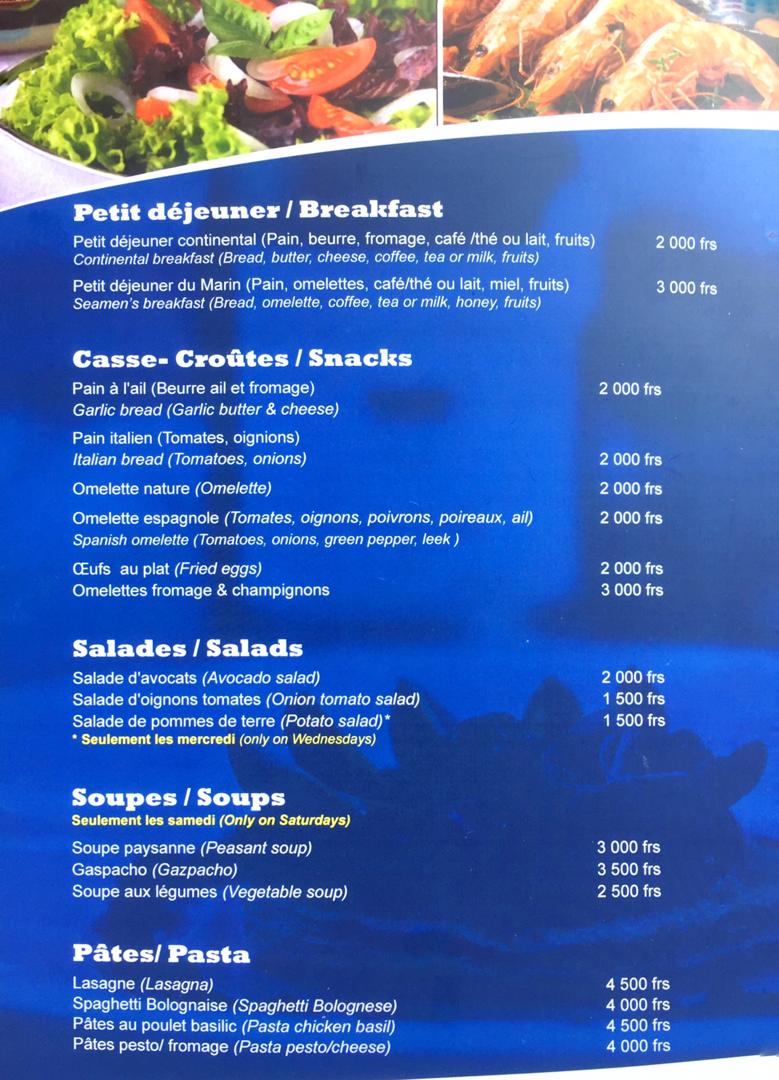 Petit déjeuner / Breakfast
Petit déjeuner continental (Pain, beurre, fromage, café /thé ou lait, fruits) 2 000 frs
Continental breakfast (Bread, butter, cheese, coffee, tea or milk, fruits)
Petit déjeuner du Marin (Pain, omelettes, café/thé ou lait, miel, fruits) 3 000 frs
Seamen's breakfast (Bread, omelette, coffee, tea or milk, honey, fruits)
Casse- Croûtes / Snacks
Pain à l'ail (Beurre ail et fromage) 2 000 frs
Garlic bread (Garlic butter & cheese)
Pain italien (Tomates, oignions)
Italian bread (Tomatoes, onions) 2 000 frs
Omelette nature (Omelette) 2 000 frs
Omelette espagnole (Tomates, oignons, poivrons, poireaux, ail) 2 000 frs
Spanish omelette (Tomatoes, onions, green pepper, leek )
Œufs au plat (Fried eggs) 2 000 frs
Omelettes fromage & champignons 3 000 frs
Salades / Salads
Salade d'avocats (Avocado salad) 2 000 frs
Salade d'oignons tomates (Onion tomato salad) 1 500 frs
Salade de pommes de terre (Potato salad)* 1 500 frs
* Seulement les mercredi (only on Wednesdays)
Soupes / Soups
Seulement les samedi (Only on Saturdays)
Soupe paysanne (Peasant soup) 3 000 frs
Gaspacho (Gazpacho) 3 500 frs
Soupe aux légumes (Vegetable soup) 2 500 frs
Pâtes/ Pasta
Lasagne (Lasagna) 4 500 frs
Spaghetti Bolognaise (Spaghetti Bolognese) 4 000 frs
Pâtes au poulet basilic (Pasta chicken basil) 4 500 frs
Pâtes pesto/ fromage (Pasta pesto/cheese) 4 000 frs